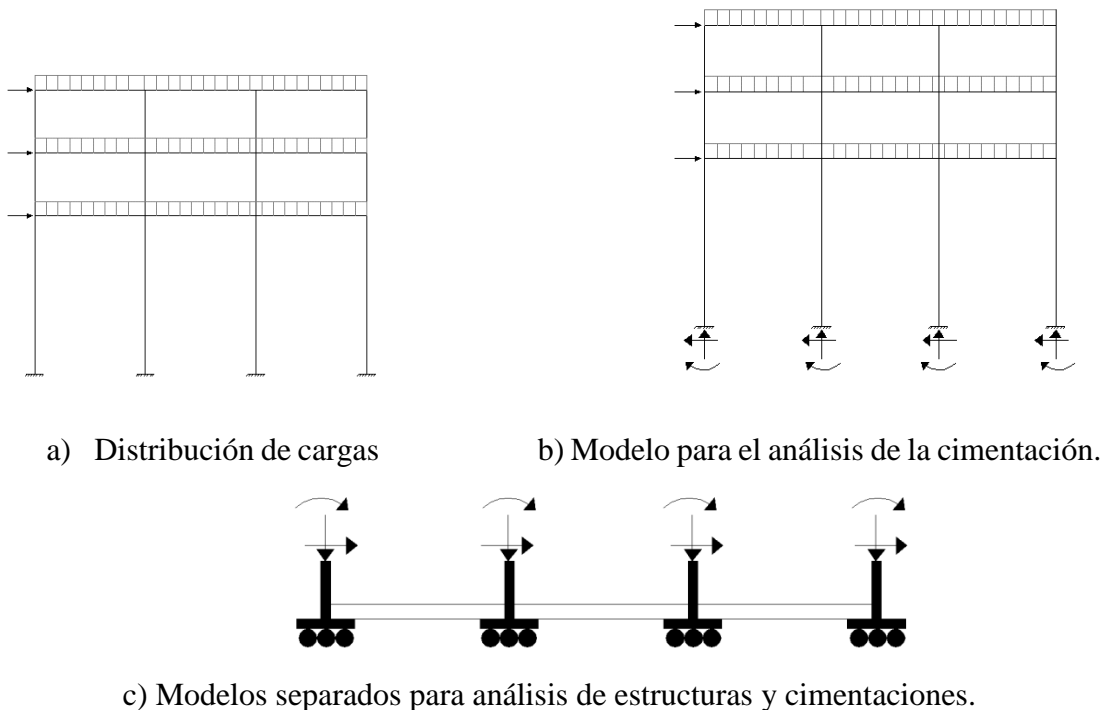 a) Distribución de cargas
b) Modelo para el análisis de la cimentación.
c) Modelos separados para análisis de estructuras y cimentaciones.